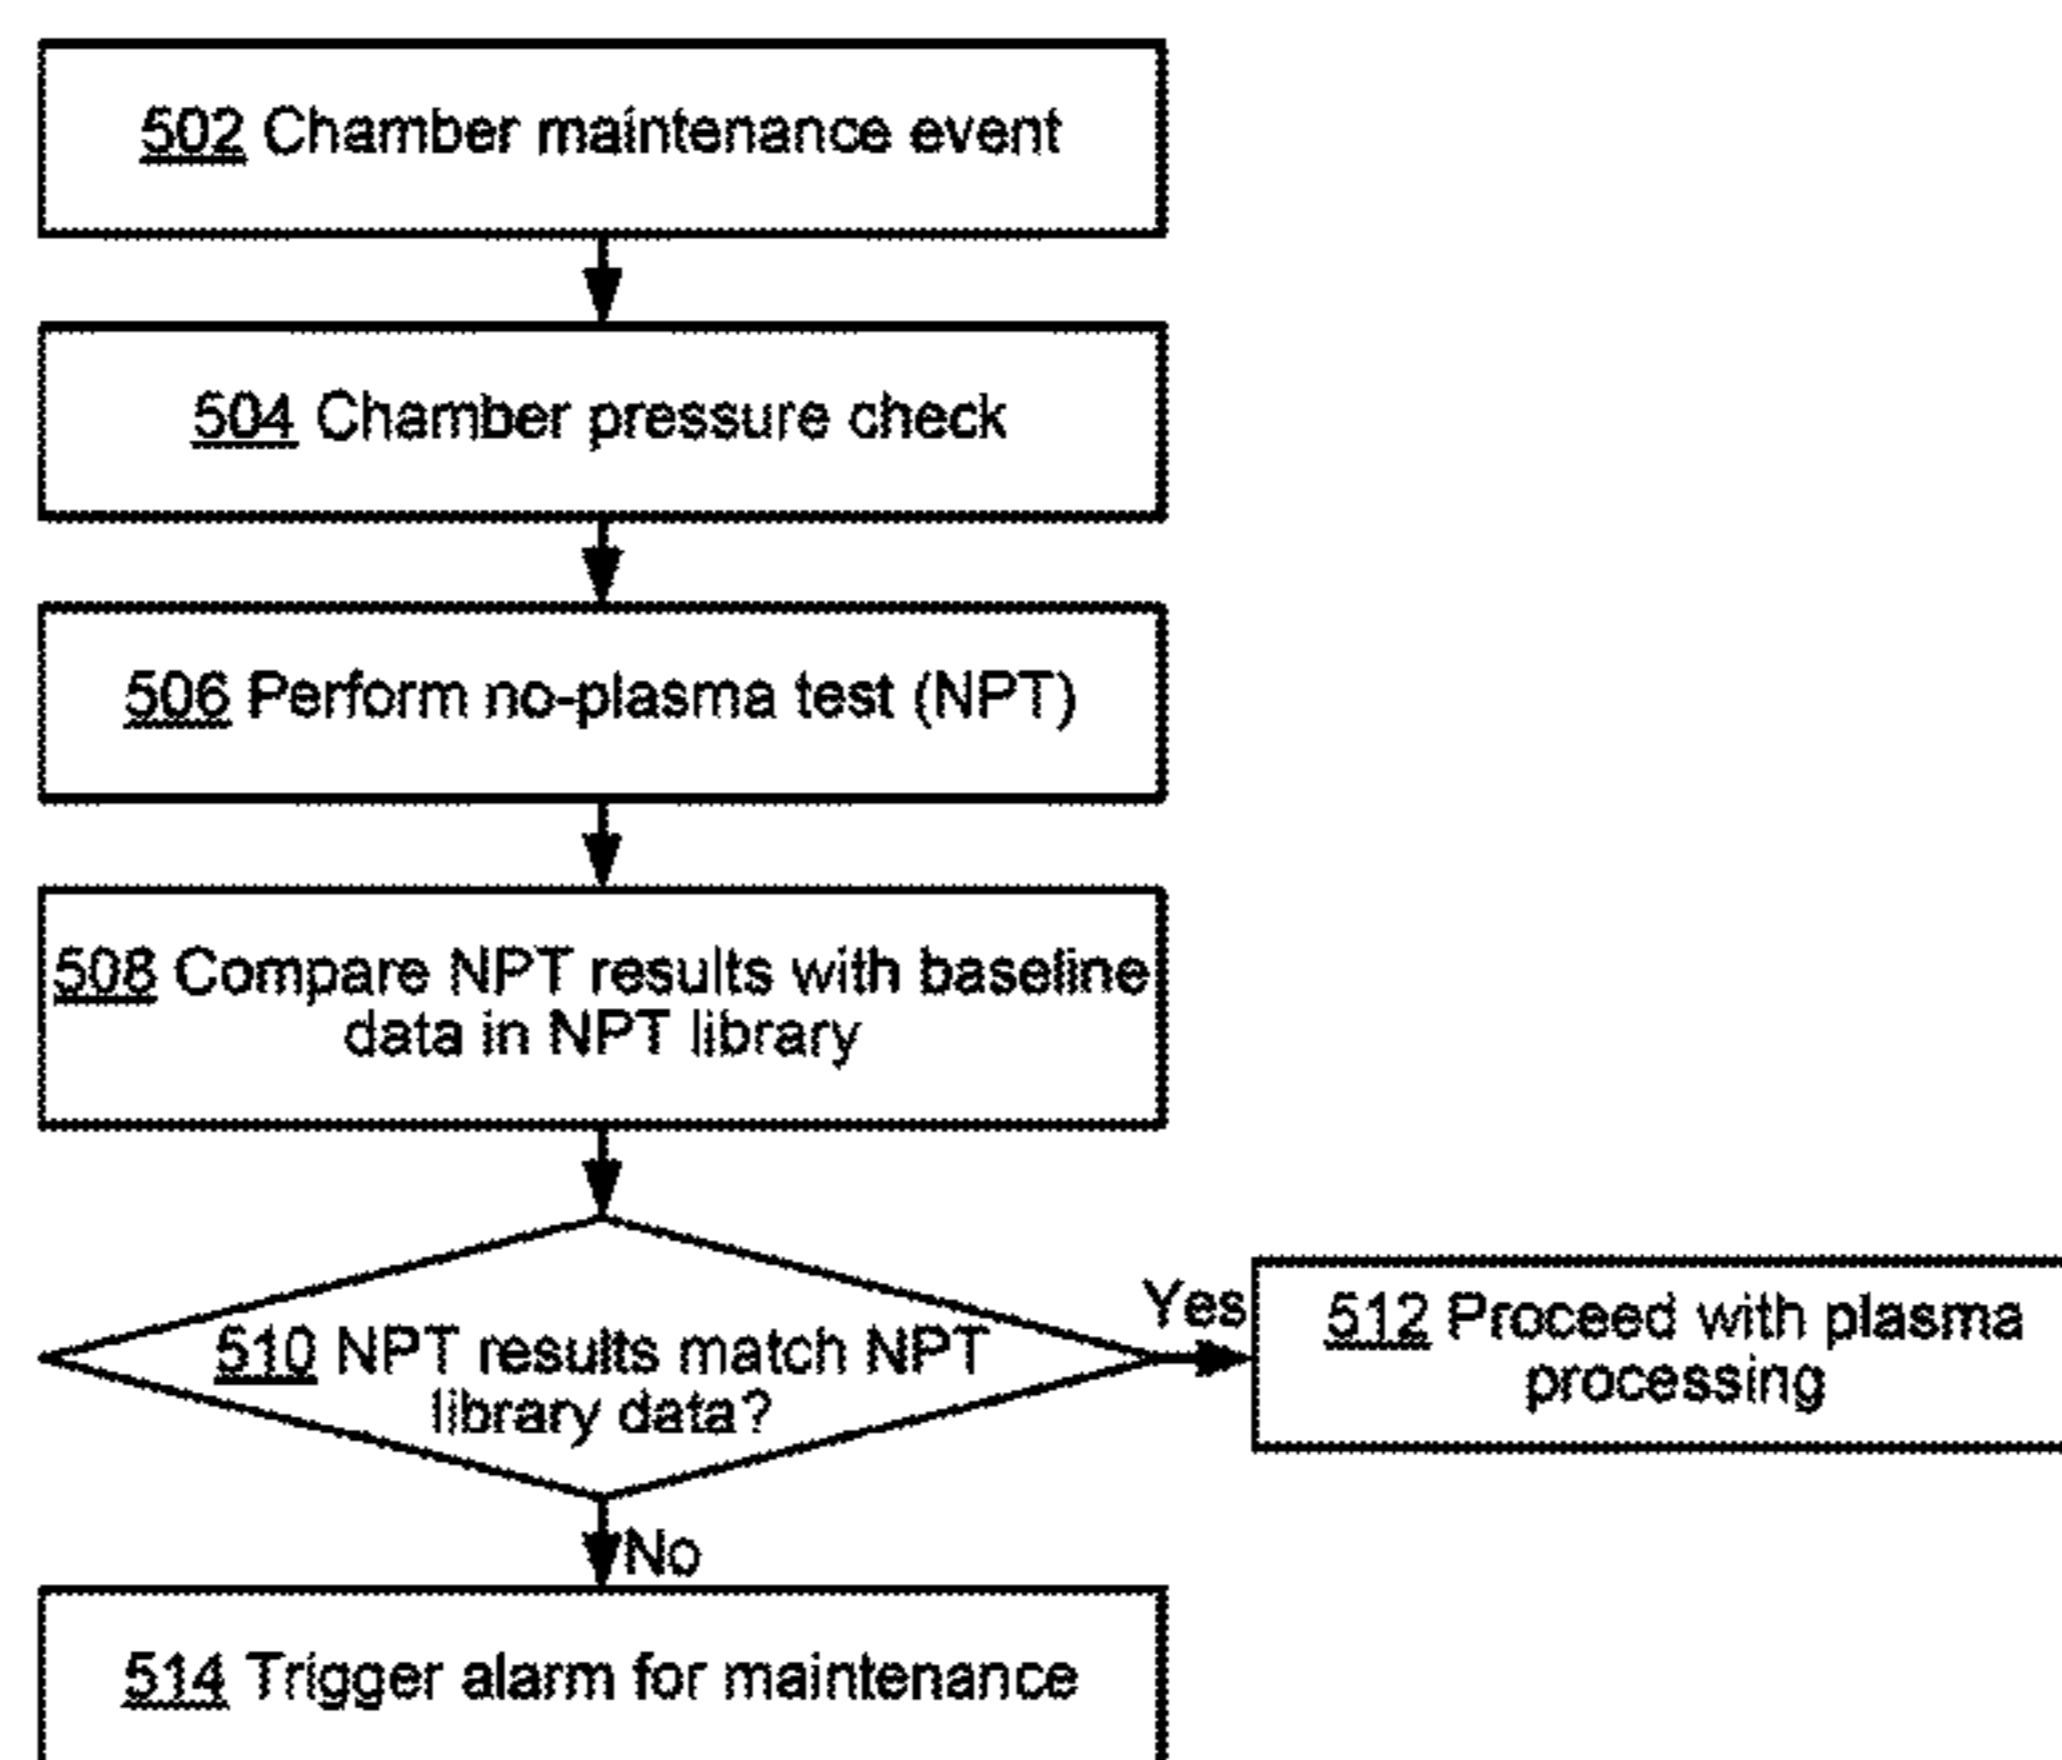 502 Chamber maintenance event
504 Chamber pressure check
506 Perform no-plasma test (NPT)
508 Compare NPT results with baseline
data in NPT library
510 NPT results match NPT
library data?
Yes
512 Proceed with plasma
processing
No
514 Trigger alarm for maintenance